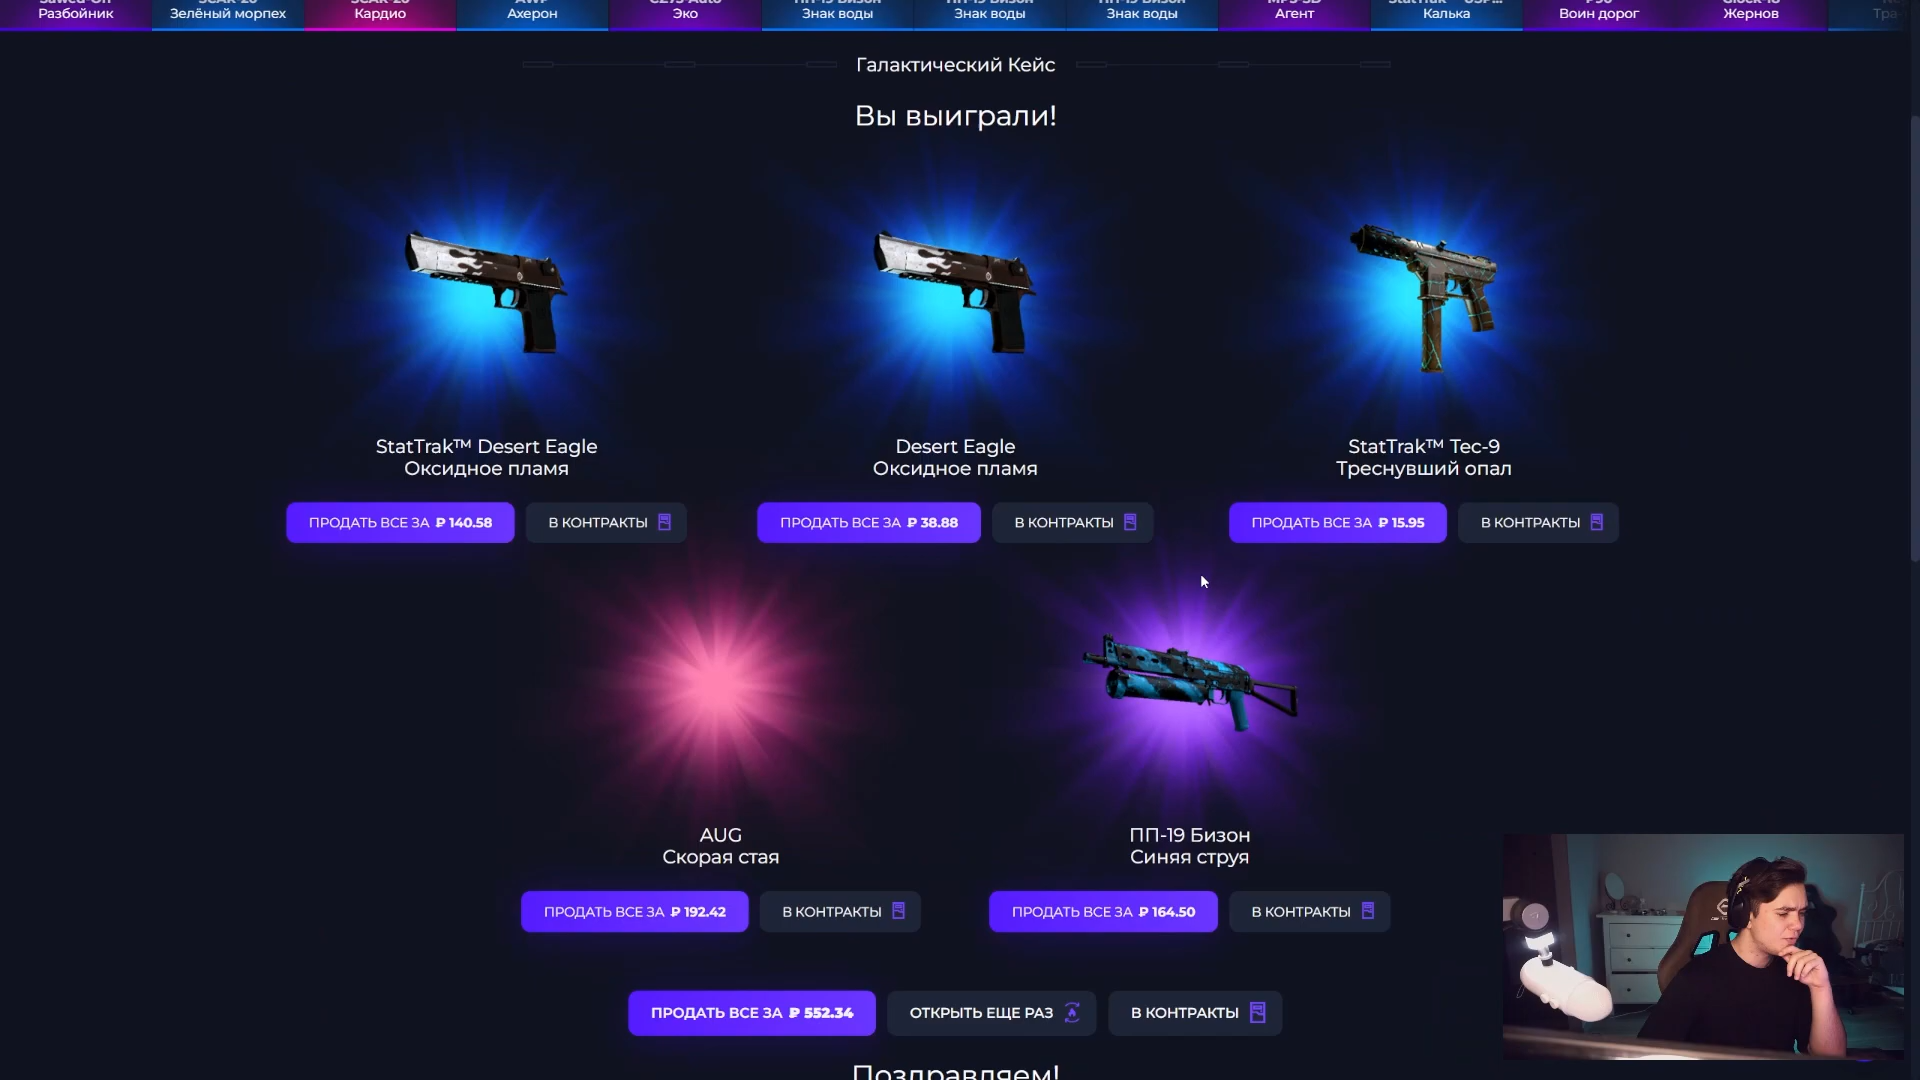 Разбойник
Зелёный морпех
Кардио
Ахерон
Эко
Знак воды
Знак воды
Знак воды
Агент
Калька
Воин дорог
Жернов
Галактический Кейс
Вы выиграли!
StatTrak™ Desert Eagle
Оксидное пламя
Desert Eagle
Оксидное пламя
StatTrak™ Tec-9
Треснувший опал
ПРОДАТЬ ВСЕ ЗА ₽ 140.58
В КОНТРАКТЫ
ПРОДАТЬ ВСЕ ЗА ₽ 38.88
В КОНТРАКТЫ
ПРОДАТЬ ВСЕ ЗА ₽ 15.95
В КОНТРАКТЫ
AUG
Скорая стая
ПП-19 Бизон
Синяя струя
ПРОДАТЬ ВСЕ ЗА ₽ 192.42
В КОНТРАКТЫ
ПРОДАТЬ ВСЕ ЗА ₽ 164.50
В КОНТРАКТЫ
ПРОДАТЬ ВСЕ ЗА ₽ 552.34
ОТКРЫТЬ ЕЩЕ РАЗ
В КОНТРАКТЫ
Поздравляем!